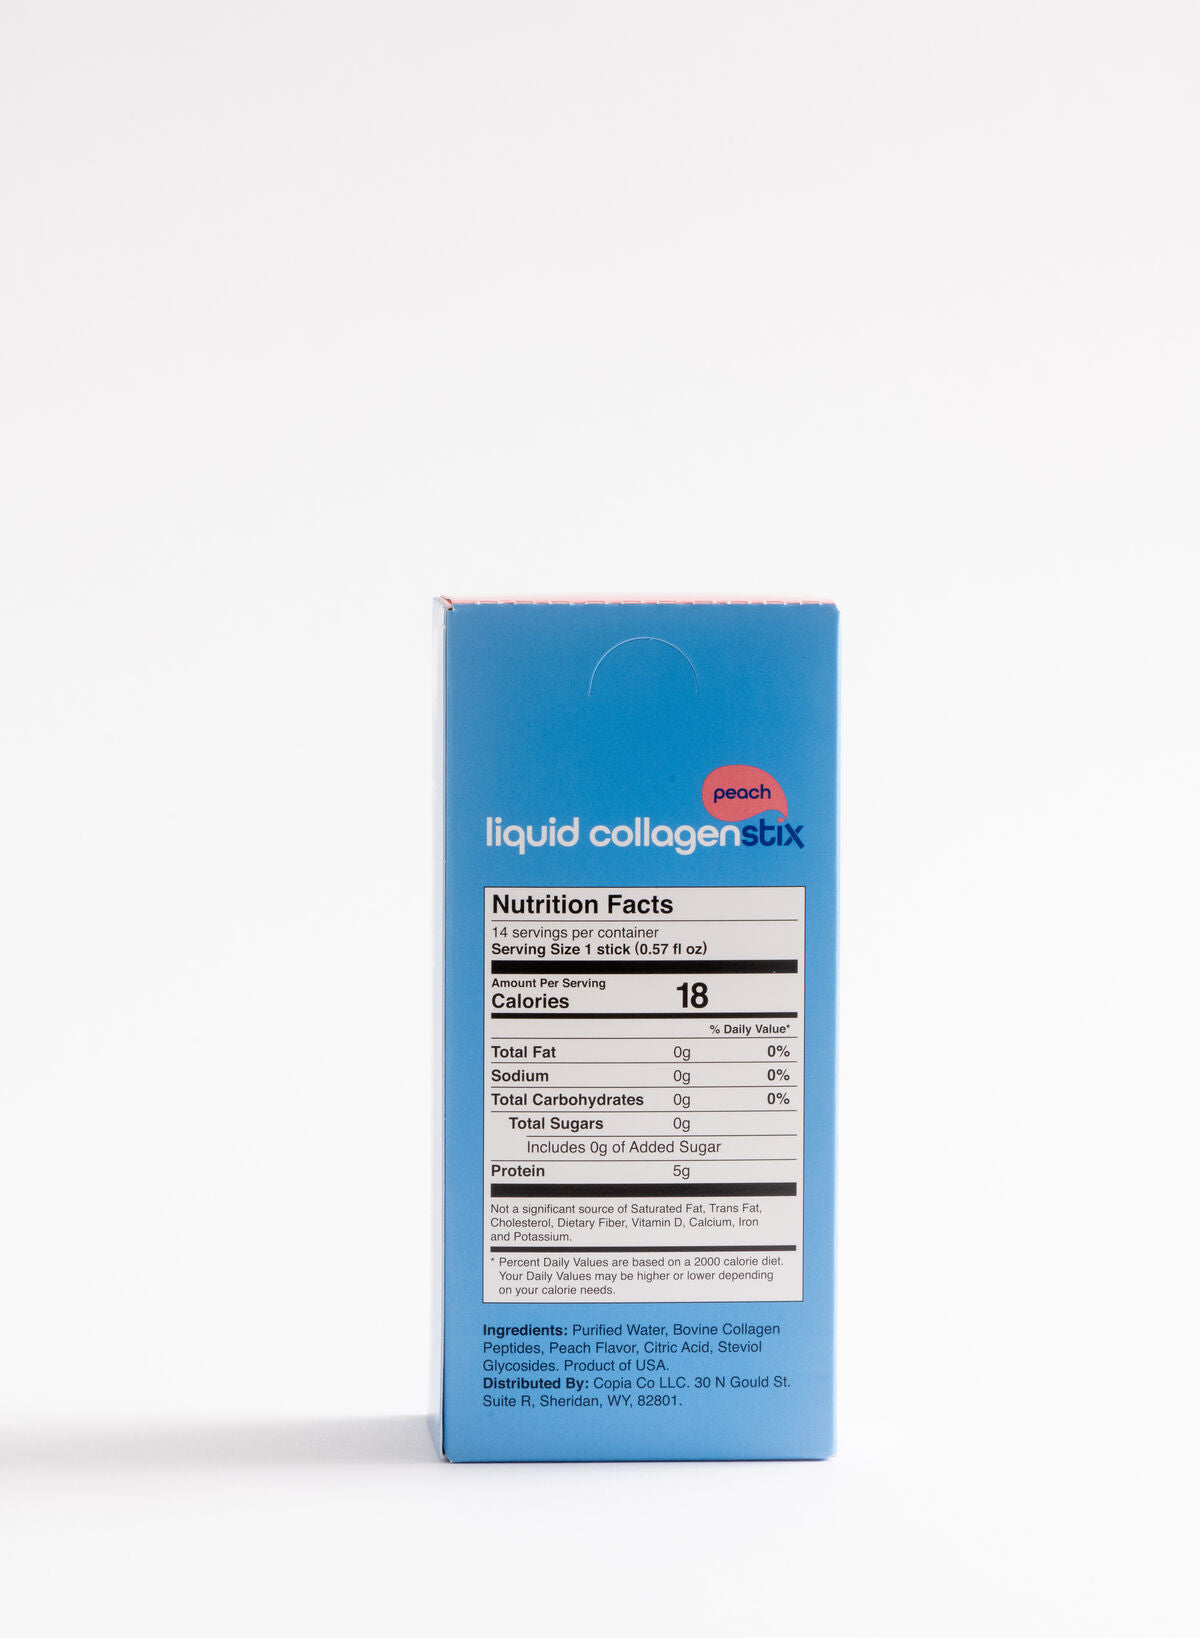 peach
liquid collagenstix
Nutrition Facts
14 servings per container
Serving Size 1 stick (0.57 fl oz)
Amount Per Serving
Calories 18
% Daily Value*
Total Fat 0g 0%
Sodium 0g 0%
Total Carbohydrates 0g 0%
Total Sugars 0g
Includes 0g of Added Sugar
Protein 5g
Not a significant source of Saturated Fat, Trans Fat,
Cholesterol, Dietary Fiber, Vitamin D, Calcium, Iron
and Potassium.
* Percent Daily Values are based on a 2000 calorie diet.
Your Daily Values may be higher or lower depending
on your calorie needs.
Ingredients: Purified Water, Bovine Collagen
Peptides, Peach Flavor, Citric Acid, Steviol
Glycosides. Product of USA.
Distributed By: Copia Co LLC. 30 N Gould St.
Suite R, Sheridan, WY, 82801.